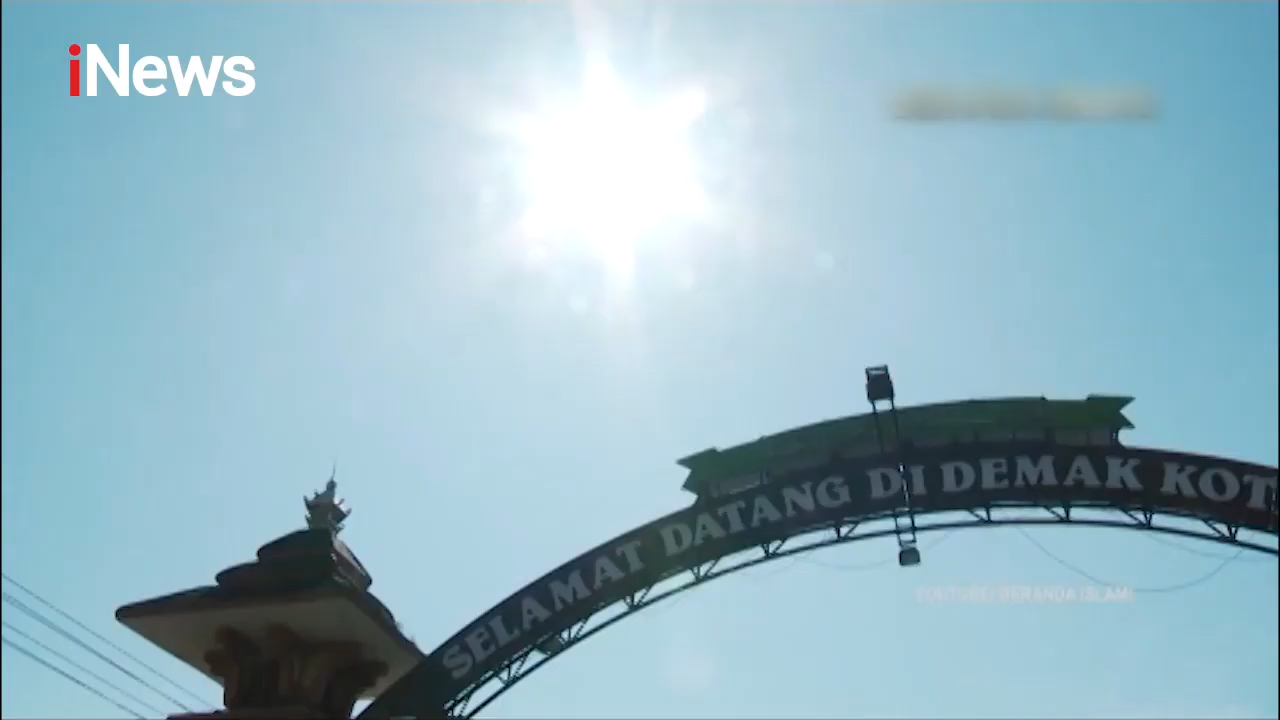 iNews
SELAMAT DATANG DI DEMAK KOT
YOUTUBE: BERANDA ISLAMI